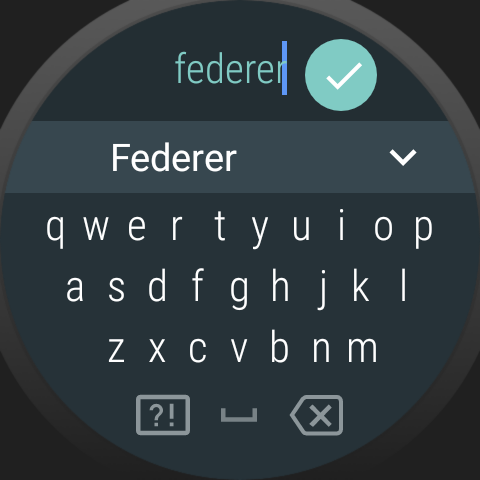 federer
Federer
q w e r t y u i o p
a s d f g h j k l
z x c v b n m
?!